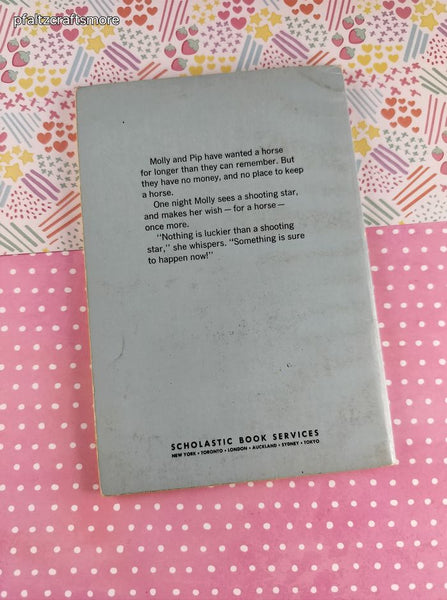 pfaltzcraftsmore
Molly and Pip have wanted a horse
for longer than they can remember. But
they have no money, and no place to keep
a horse.
One night Molly sees a shooting star,
and makes her wish — for a horse —
once more.
"Nothing is luckier than a shooting
star," she whispers. "Something is sure
to happen now!"
SCHOLASTIC BOOK SERVICES
NEW YORK • TORONTO • LONDON • AUCKLAND • SYDNEY • TOKYO